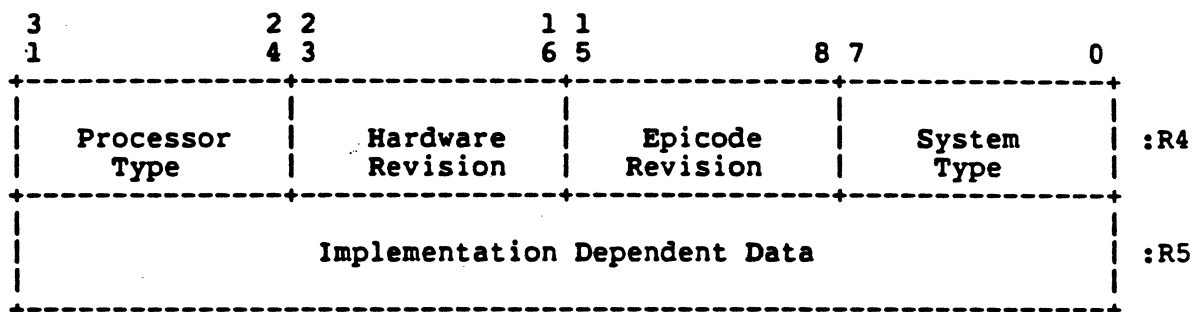 3 2 2 1 1
1 4 3 6 5 8 7 0
Processor Hardware Epicode System :R4
Type Revision Revision Type
Implementation Dependent Data :R5